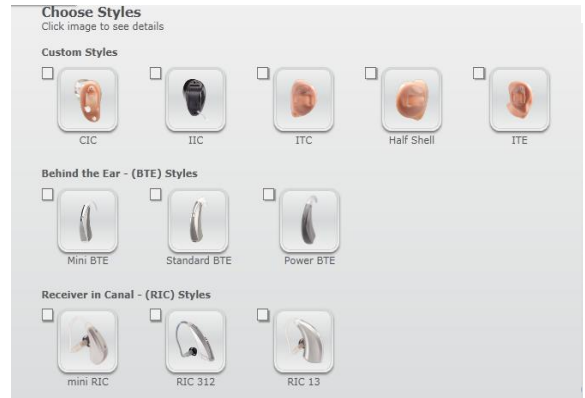 Choose Styles
Click image to see details
Custom Styles
CIC IIC ITC Half Shell ITE
Behind the Ear - (BTE) Styles
Mini BTE Standard BTE Power BTE
Receiver in Canal - (RIC) Styles
mini RIC RIC 312 RIC 13